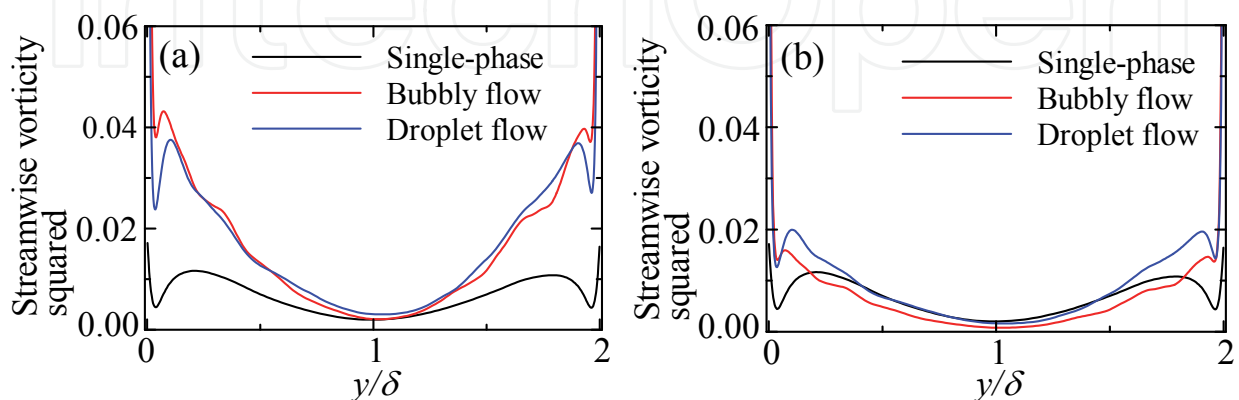 InTechOpen
(a)
Single-phase
Bubbly flow
Droplet flow
Streamwise vorticity
squared
0.06
0.04
0.02
0.00
0
1
2
y/δ
(b)
Single-phase
Bubbly flow
Droplet flow
Streamwise vorticity
squared
0.06
0.04
0.02
0.00
0
1
2
y/δ